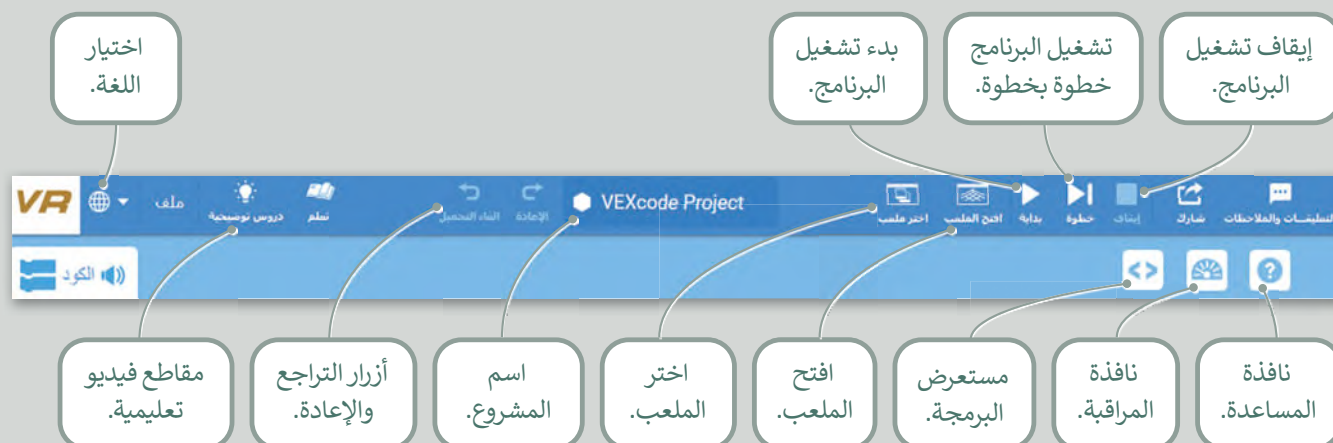 إيقاف تشغيل
البرنامج.
تشغيل البرنامج
خطوة بخطوة.
بدء تشغيل
البرنامج.
اختيار
اللغة.
VR
ملف
دروس توضيحية
تعلم
الغاء التحميل
الإعادة
VEXcode Project
اختر ملعب
افتح الملعب
بداية
خطوة
إيقاف
شارك
التعليقات والملاحظات
الكود
نافذة
المساعدة.
نافذة
المراقبة.
مستعرض
البرمجة.
افتح
الملعب.
اختر
الملعب.
اسم
المشروع.
أزرار التراجع
والإعادة.
مقاطع فيديو
تعليمية.